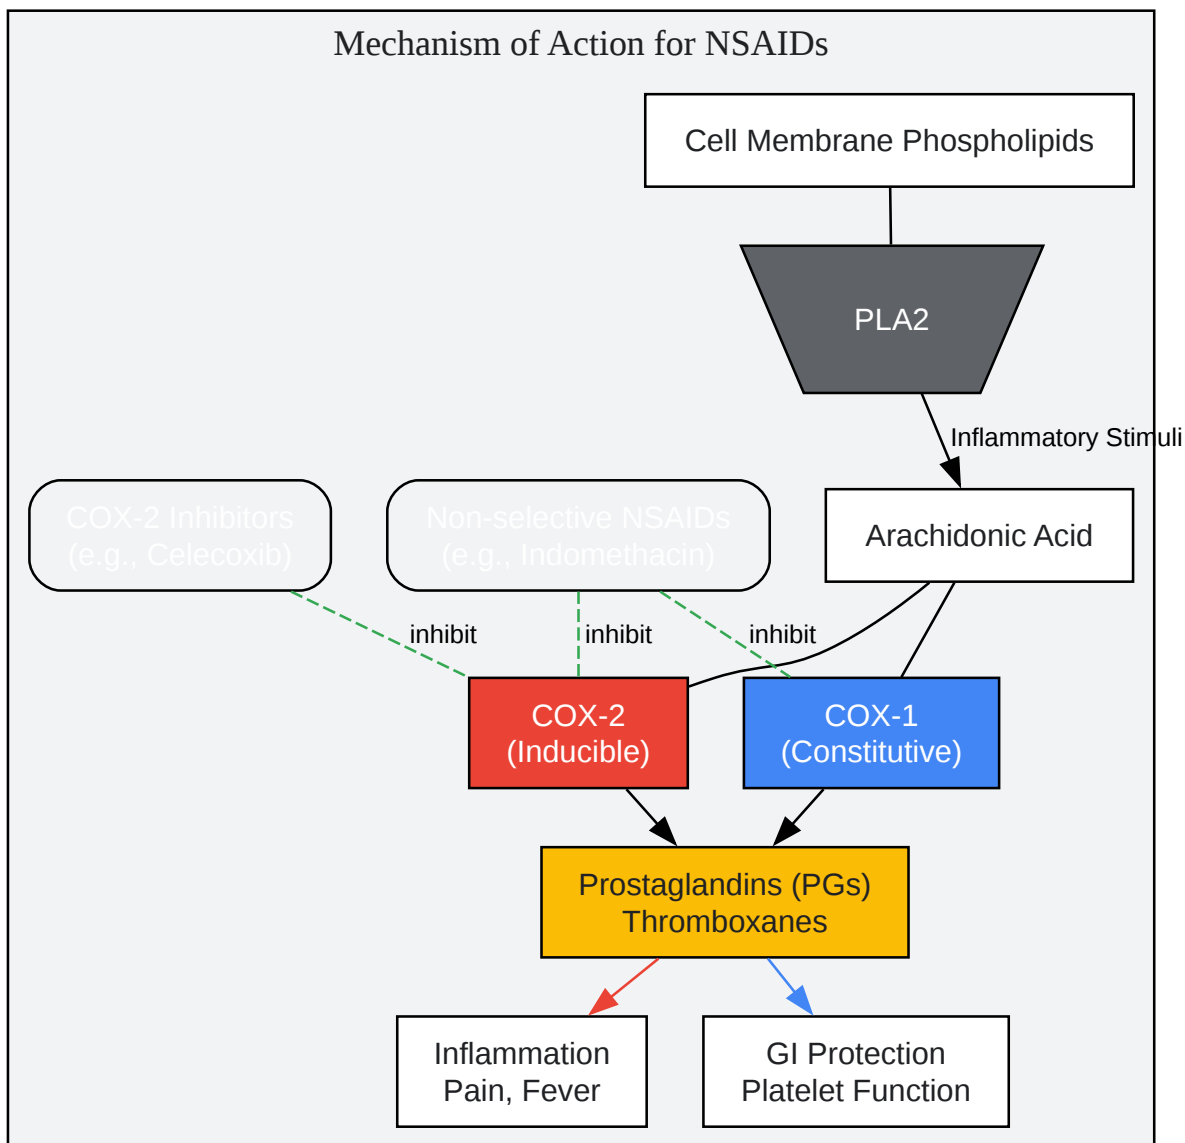 Mechanism of Action for NSAIDs
Cell Membrane Phospholipids
PLA2
Inflammatory Stimuli
COX-2 Inhibitors
(e.g., Celecoxib)
Non-selective NSAIDs
(e.g., Indomethacin)
Arachidonic Acid
inhibit
inhibit
inhibit
COX-2
(Inducible)
COX-1
(Constitutive)
Prostaglandins (PGs)
Thromboxanes
Inflammation
Pain, Fever
GI Protection
Platelet Function